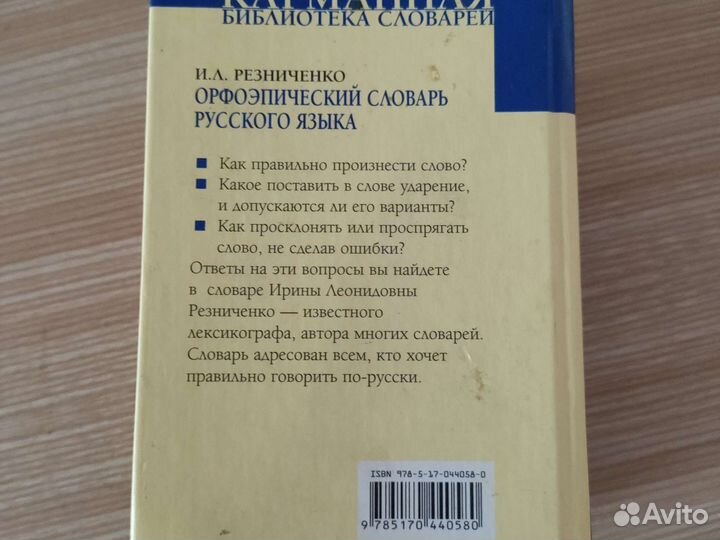 КАРМАННАЯ
БИБЛИОТЕКА СЛОВАРЕЙ
И.Л. РЕЗНИЧЕНКО
ОРФОЭПИЧЕСКИЙ СЛОВАРЬ
РУССКОГО ЯЗЫКА
■ Как правильно произнести слово?
■ Какое поставить в слове ударение,
и допускаются ли его варианты?
■ Как просклонять или проспрягать
слово, не сделав ошибки?
Ответы на эти вопросы вы найдете
в словаре Ирины Леонидовны
Резниченко — известного
лексикографа, автора многих словарей.
Словарь адресован всем, кто хочет
правильно говорить по-русски.
ISBN 978-5-17-044058-0
9 785170 440580
Avito